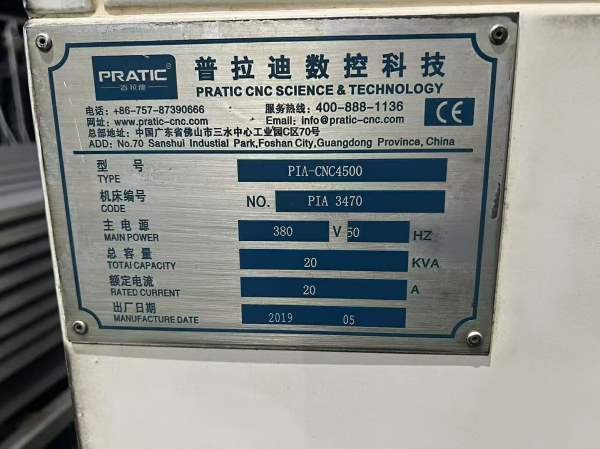 PRATIC®
百拉迪
普拉迪数控科技
PRATIC CNC SCIENCE & TECHNOLOGY
电话: +86-757-87390666 服务热线: 400-888-1136
网址: www.pratic-cnc.com Email: info@pratic-cnc.com
总部地址: 中国广东省佛山市三水中心工业园C区70号
ADD: No.70 Sanshui Industial Park,Foshan City,Guangdong Province, China
CE
型 号
TYPE
PIA-CNC4500
机床编号
CODE
NO. PIA 3470
主 电 源
MAIN POWER
380 V 50 HZ
总 容 量
TOTAL CAPACITY
20 KVA
额定电流
RATED CURRENT
20 A
出厂日期
MANUFACTURE DATE
2019 05